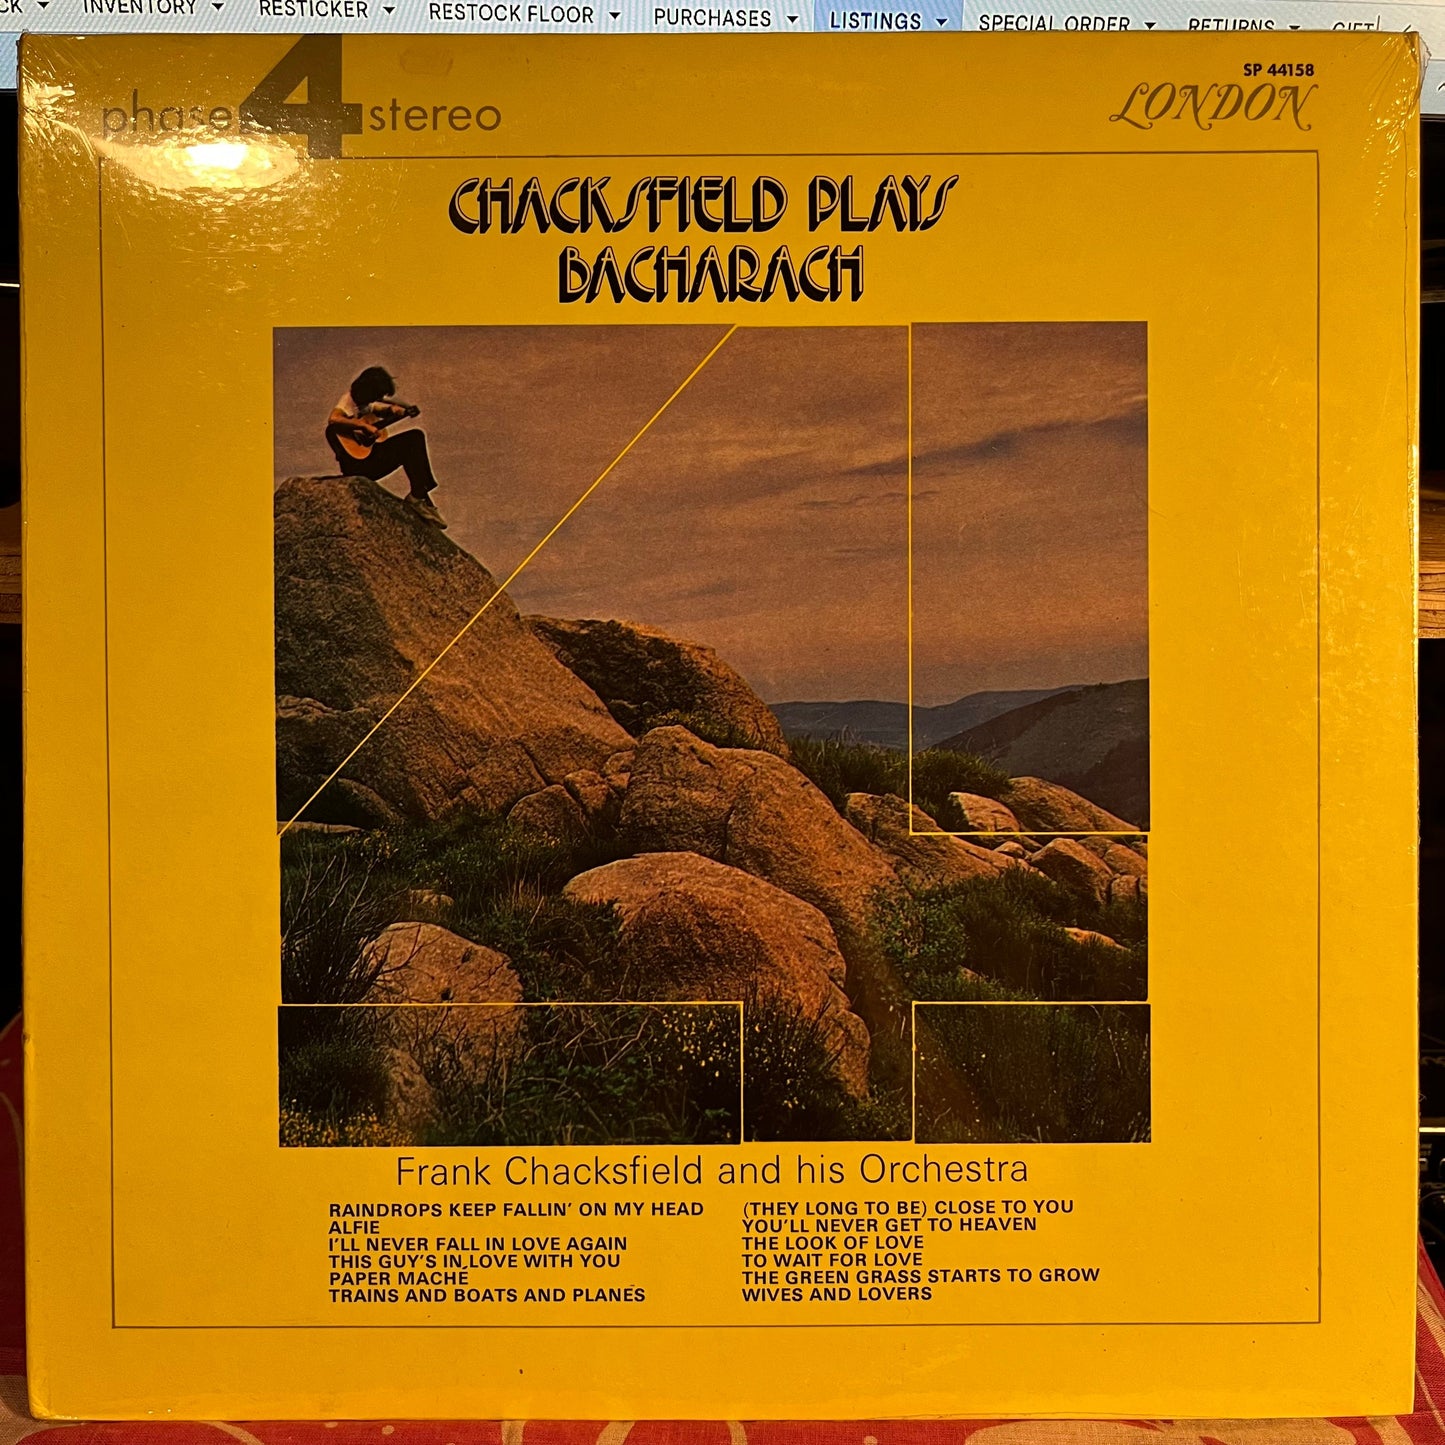 INVENTORY
RESTICKER
RESTOCK FLOOR
PURCHASES
LISTINGS
SPECIAL ORDER
RETURNS
phase 4 stereo
SP 44158
LONDON
CHACKSFIELD PLAYS
BACHARACH
Frank Chacksfield and his Orchestra
RAINDROPS KEEP FALLIN' ON MY HEAD
ALFIE
I'LL NEVER FALL IN LOVE AGAIN
THIS GUY'S IN LOVE WITH YOU
PAPER MACHÉ
TRAINS AND BOATS AND PLANES
(THEY LONG TO BE) CLOSE TO YOU
YOU'LL NEVER GET TO HEAVEN
THE LOOK OF LOVE
TO WAIT FOR LOVE
THE GREEN GRASS STARTS TO GROW
WIVES AND LOVERS